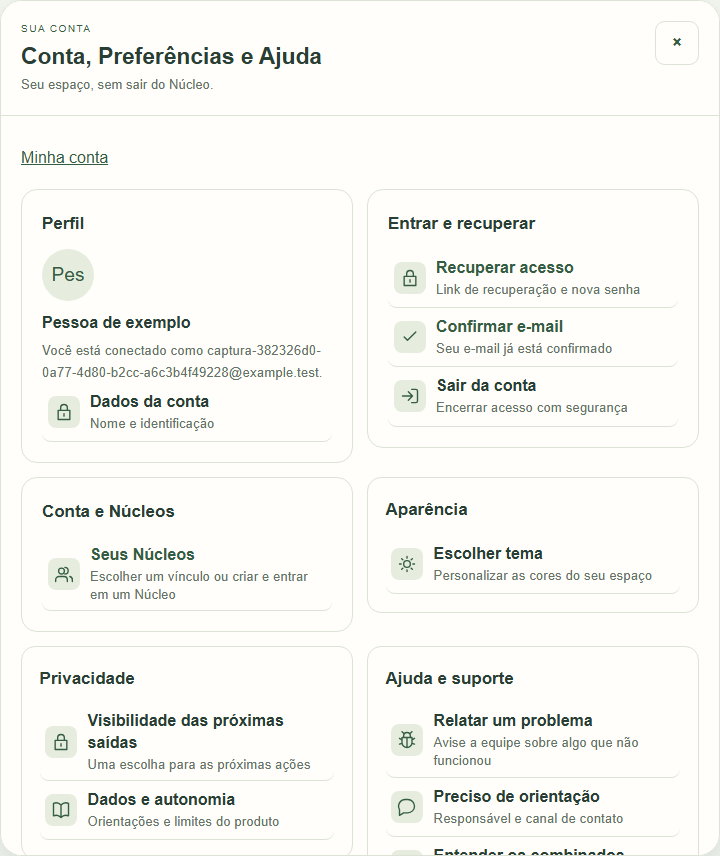 SUA CONTA
Conta, Preferências e Ajuda
Seu espaço, sem sair do Núcleo.
×
Minha conta
Perfil
Pes
Pessoa de exemplo
Você está conectado como captura-382326d0-
0a77-4d80-b2cc-a6c3b4f49228@example.test.
Dados da conta
Nome e identificação
Entrar e recuperar
Recuperar acesso
Link de recuperação e nova senha
Confirmar e-mail
Seu e-mail já está confirmado
Sair da conta
Encerrar acesso com segurança
Conta e Núcleos
Seus Núcleos
Escolher um vínculo ou criar e entrar
em um Núcleo
Aparência
Escolher tema
Personalizar as cores do seu espaço
Privacidade
Visibilidade das próximas
saídas
Uma escolha para as próximas ações
Dados e autonomia
Orientações e limites do produto
Ajuda e suporte
Relatar um problema
Avise a equipe sobre algo que não
funcionou
Preciso de orientação
Responsável e canal de contato
Entender os combinados